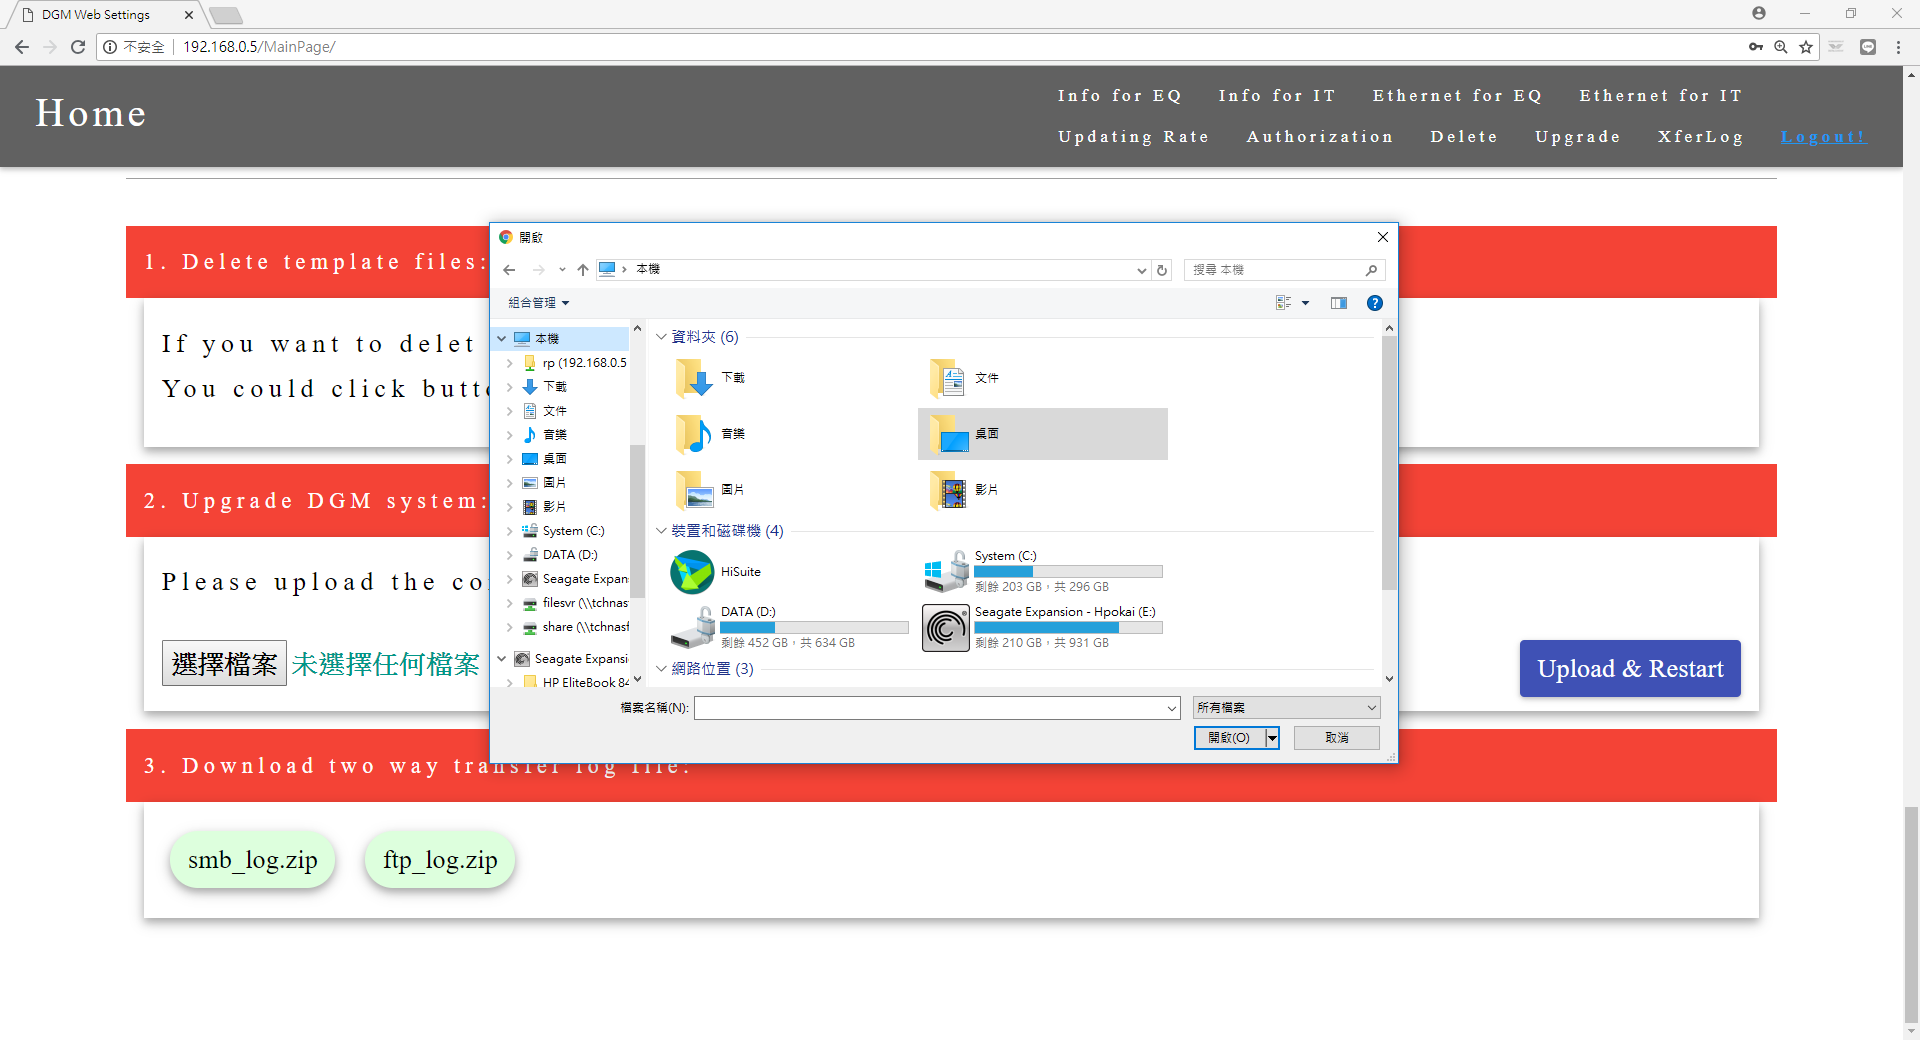 DGM Web Settings
不安全 | 192.168.0.5/MainPage/
Home
Info for EQ Info for IT Ethernet for EQ Ethernet for IT
Updating Rate Authorization Delete Upgrade XferLog Logout!
1. Delete template files:
If you want to delet
You could click butto
2. Upgrade DGM system:
Please upload the co
選擇檔案 未選擇任何檔案
Upload & Restart
3. Download two way transfer log file:
smb_log.zip ftp_log.zip
開啟
本機
搜尋 本機
組合管理
本機
rp (192.168.0.5
下載
文件
音樂
桌面
圖片
影片
System (C:)
DATA (D:)
Seagate Expan
filesvr (\\tchnasf
share (\\tchnasf
Seagate Expansi
HP EliteBook 84
資料夾 (6)
下載
文件
音樂
桌面
圖片
影片
裝置和磁碟機 (4)
HiSuite
System (C:)
剩餘 203 GB，共 296 GB
DATA (D:)
剩餘 452 GB，共 634 GB
Seagate Expansion - Hpokai (E:)
剩餘 210 GB，共 931 GB
網路位置 (3)
檔案名稱(N):
所有檔案
開啟(O)
取消